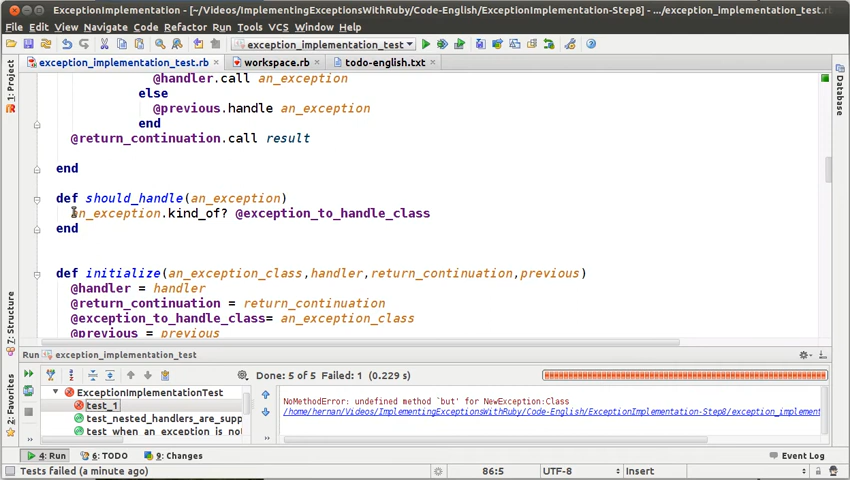 ExceptionImplementation - [~/Videos/ImplementingExceptionsWithRuby/Code-English/ExceptionImplementation-Step8] - .../exception_implementation_test.r
File Edit View Navigate Code Refactor Run Tools VCS Window Help
exception_implementation_test
exception_implementation_test.rb workspace.rb todo-english.txt
1: Project
Database
@handler.call an_exception
else
@previous.handle an_exception
end
@return_continuation.call result
end
def should_handle(an_exception)
an_exception.kind_of? @exception_to_handle_class
end
def initialize(an_exception_class,handler,return_continuation,previous)
@handler = handler
@return_continuation = return_continuation
@exception_to_handle_class= an_exception_class
@previous = previous
7: Structure
2: Favorites
Run exception_implementation_test
Done: 5 of 5 Failed: 1 (0.229 s)
ExceptionImplementationTest
test_1
test_nested_handlers_are_supp
test when an exception is not
NoMethodError: undefined method `but' for NewException:Class
/home/hernan/Videos/ImplementingExceptionsWithRuby/Code-English/ExceptionImplementation-Step8/exception_implement
4: Run 6: TODO 9: Changes Event Log
Tests failed (a minute ago) 86:5 UTF-8 Insert